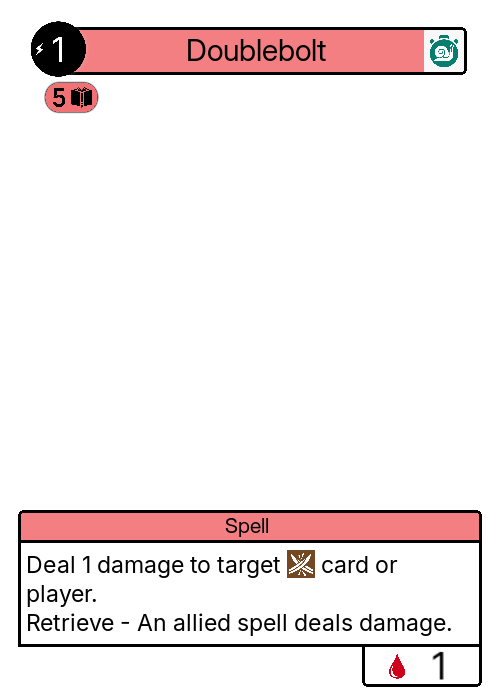 1
Doublebolt
5
Spell
Deal 1 damage to target card or
player.
Retrieve - An allied spell deals damage.
1